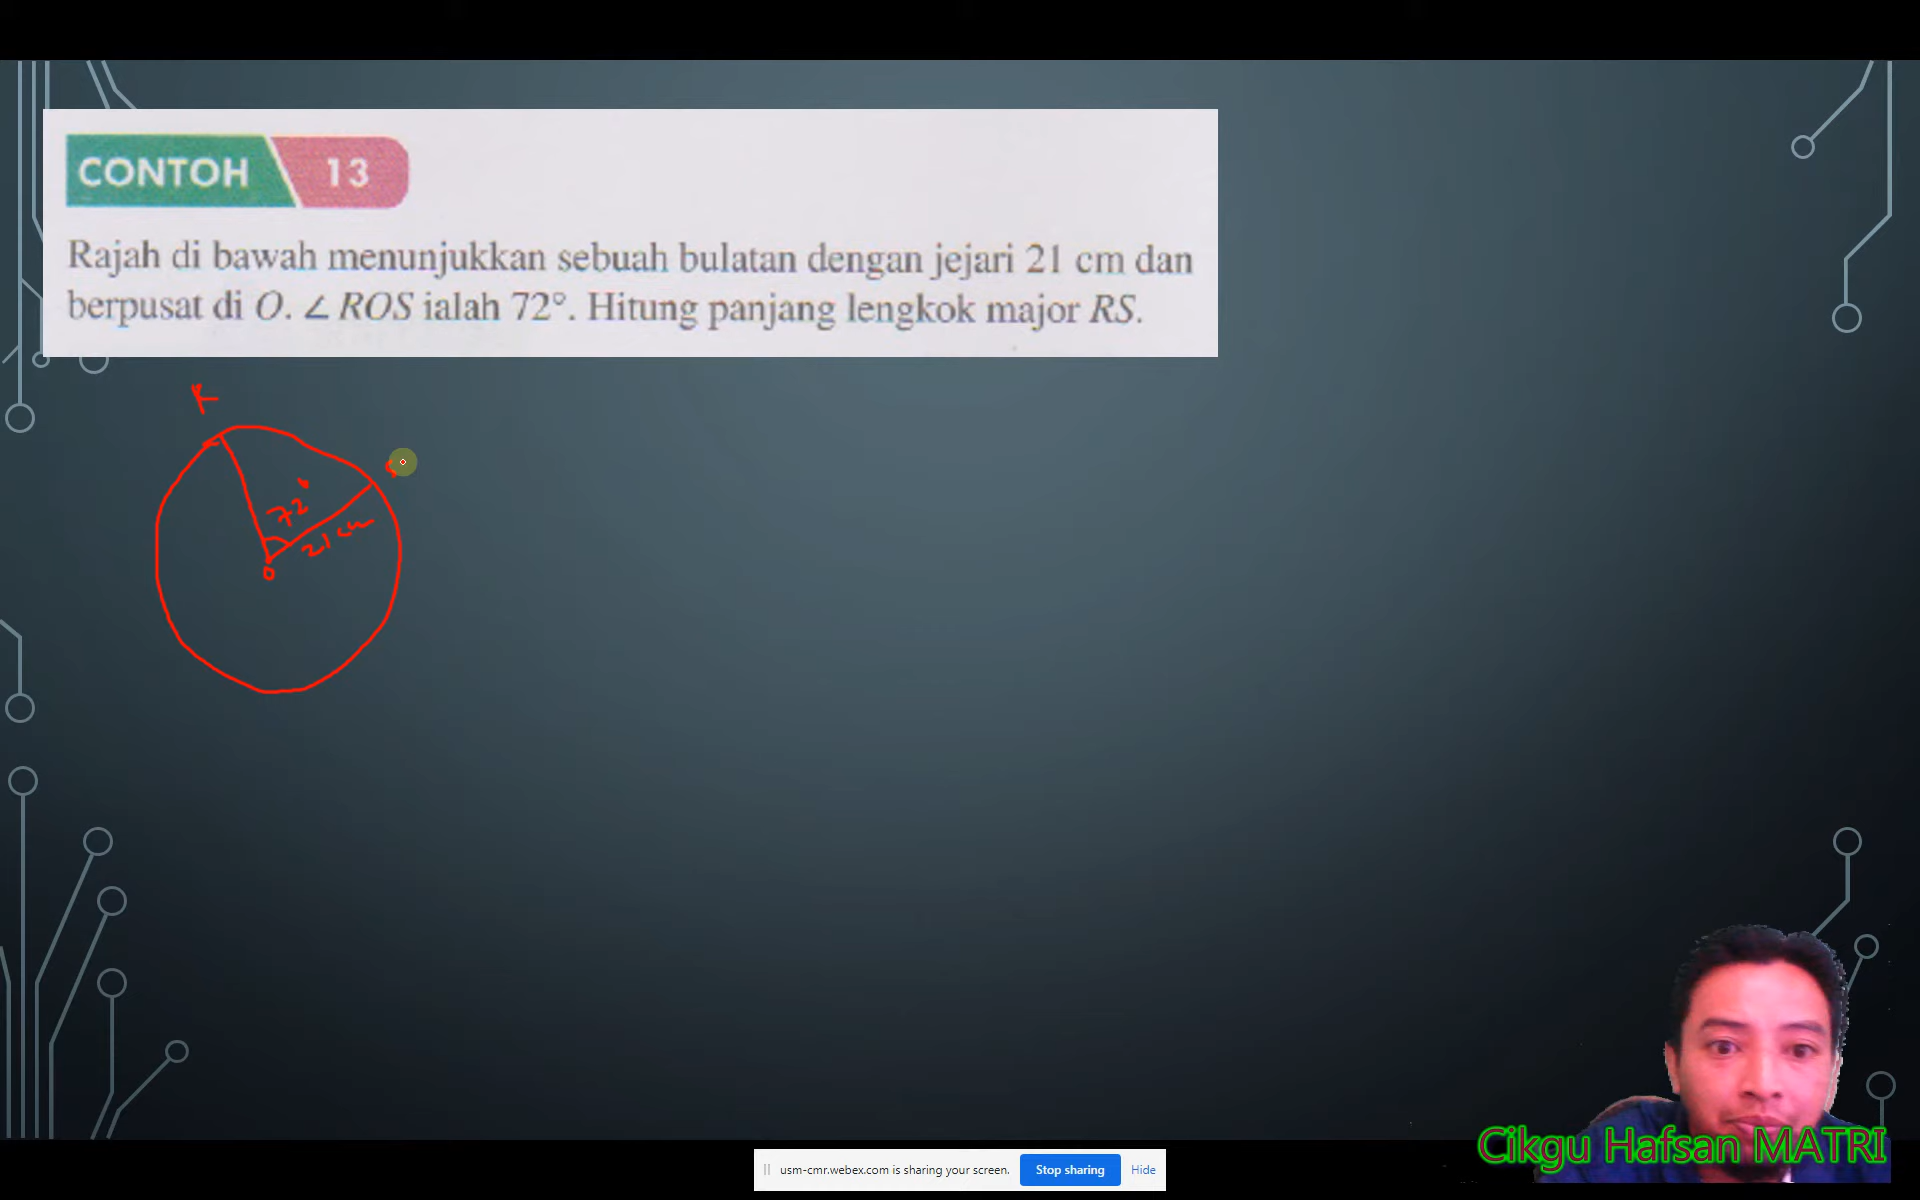 CONTOH 13
Rajah di bawah menunjukkan sebuah bulatan dengan jejari 21 cm dan
berpusat di O. ∠ ROS ialah 72°. Hitung panjang lengkok major RS.
R
72°
21 cm
O
usm-cmr.webex.com is sharing your screen.
Stop sharing
Hide
Cikgu Hafsan MATRI